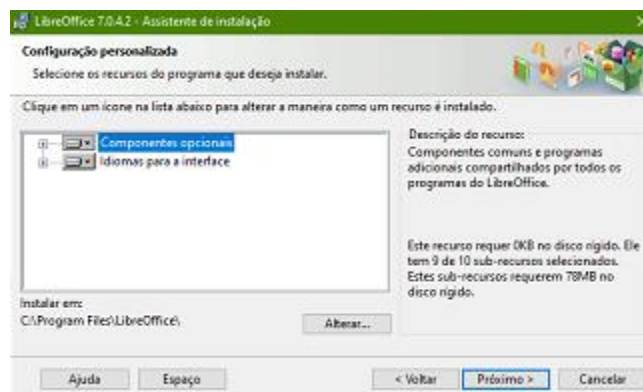 LibreOffice 7.0.4.2 - Assistente de instalação
Configuração personalizada
Selecione os recursos do programa que deseja instalar.
Clique em um ícone na lista abaixo para alterar a maneira como um recurso é instalado.
Componentes opcionais
Idiomas para a interface
Descrição do recurso:
Componentes comuns e programas
adicionais compartilhados por todos os
programas do LibreOffice.
Este recurso requer 0KB no disco rígido. Ele
tem 9 de 10 sub-recursos selecionados.
Estes sub-recursos requerem 78MB no
disco rígido.
Instalar em:
C:\Program Files\LibreOffice\
Alterar...
Ajuda
Espaço
< Voltar
Próximo >
Cancelar